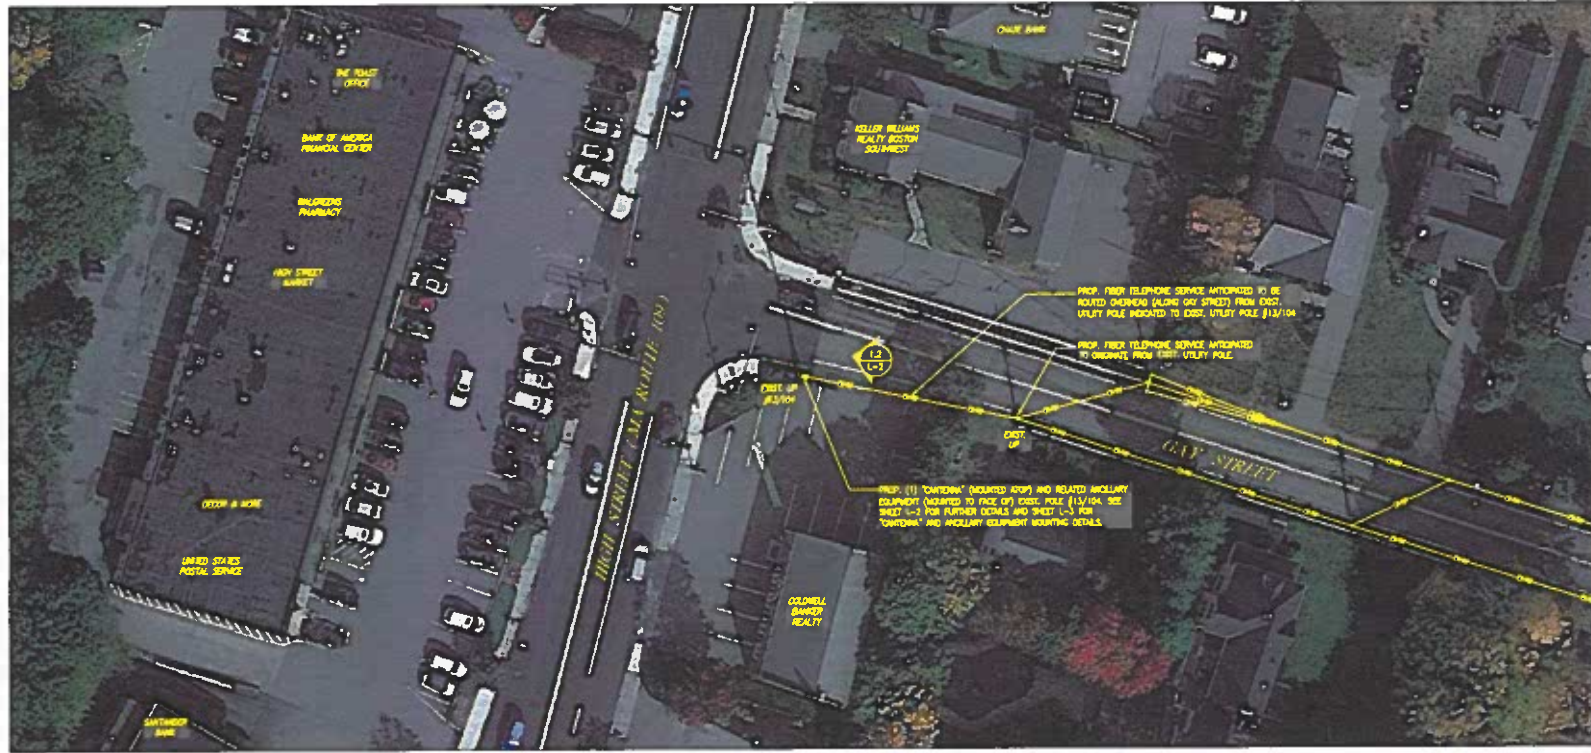 THE TOAST
OFFICE
BANK OF AMERICA
FINANCIAL CENTER
WALGREENS
PHARMACY
HIGH STREET
MARKET
DECOR & MORE
UNITED STATES
POSTAL SERVICE
SANTANDER
BANK
HIGH STREET (MA ROUTE 109)
CHASE BANK
KELLER WILLIAMS
REALTY BOSTON
SOUTHWEST
PROP. FIBER TELEPHONE SERVICE ANTICIPATED TO BE
ROUTED OVERHEAD (ALONG GAY STREET) FROM EXIST.
UTILITY POLE INDICATED TO EXIST. UTILITY POLE #13/104
PROP. FIBER TELEPHONE SERVICE ANTICIPATED
TO ORIGINATE FROM EXIST. UTILITY POLE.
1.2
L-2
EXIST. UP
#13/104
EXIST.
UP
GAY STREET
PROP. (1) "CANTENNA" (MOUNTED ATOP) AND RELATED ANCILLARY
EQUIPMENT (MOUNTED TO FACE OF) EXIST. POLE #13/104. SEE
SHEET L-2 FOR FURTHER DETAILS AND SHEET L-3 FOR
"CANTENNA" AND ANCILLARY EQUIPMENT MOUNTING DETAILS.
COLDWELL
BANKER
REALTY